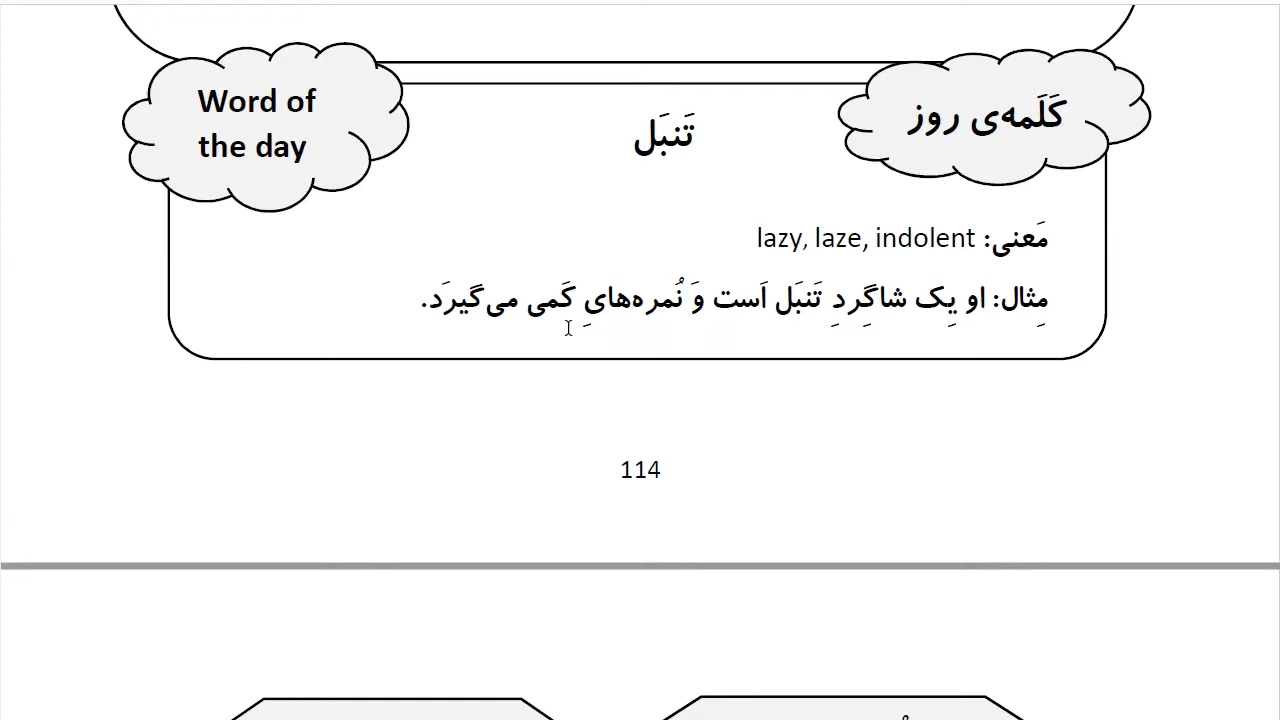 Word of
the day
کَلَمه‌ی روز
تَنبَل
مَعنی: lazy, laze, indolent
مِثال: او یِک شاگِردِ تَنبَل اَست وَ نُمره‌هایِ کَمی می‌گیرَد.
114